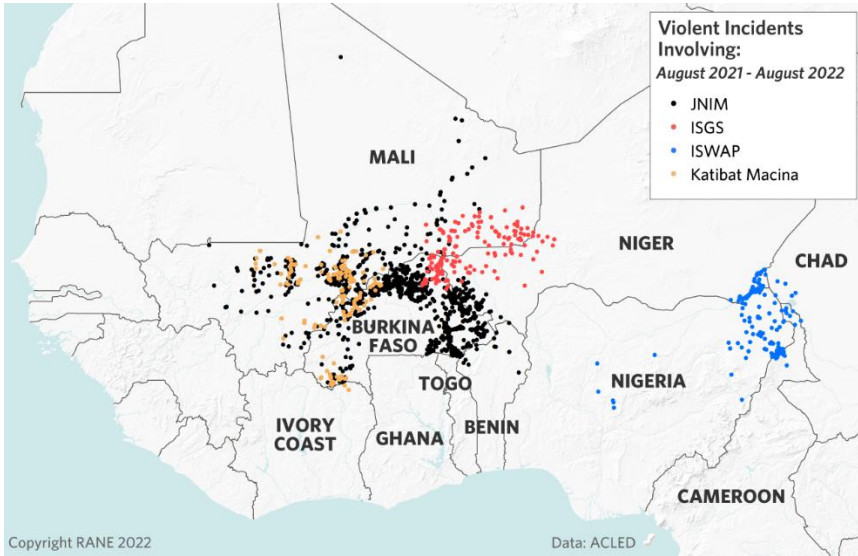 Violent Incidents
Involving:
August 2021 - August 2022
JNIM
ISGS
ISWAP
Katibat Macina
MALI
NIGER
CHAD
BURKINA
FASO
NIGERIA
TOGO
IVORY
COAST
GHANA
BENIN
CAMEROON
Copyright RANE 2022
Data: ACLED